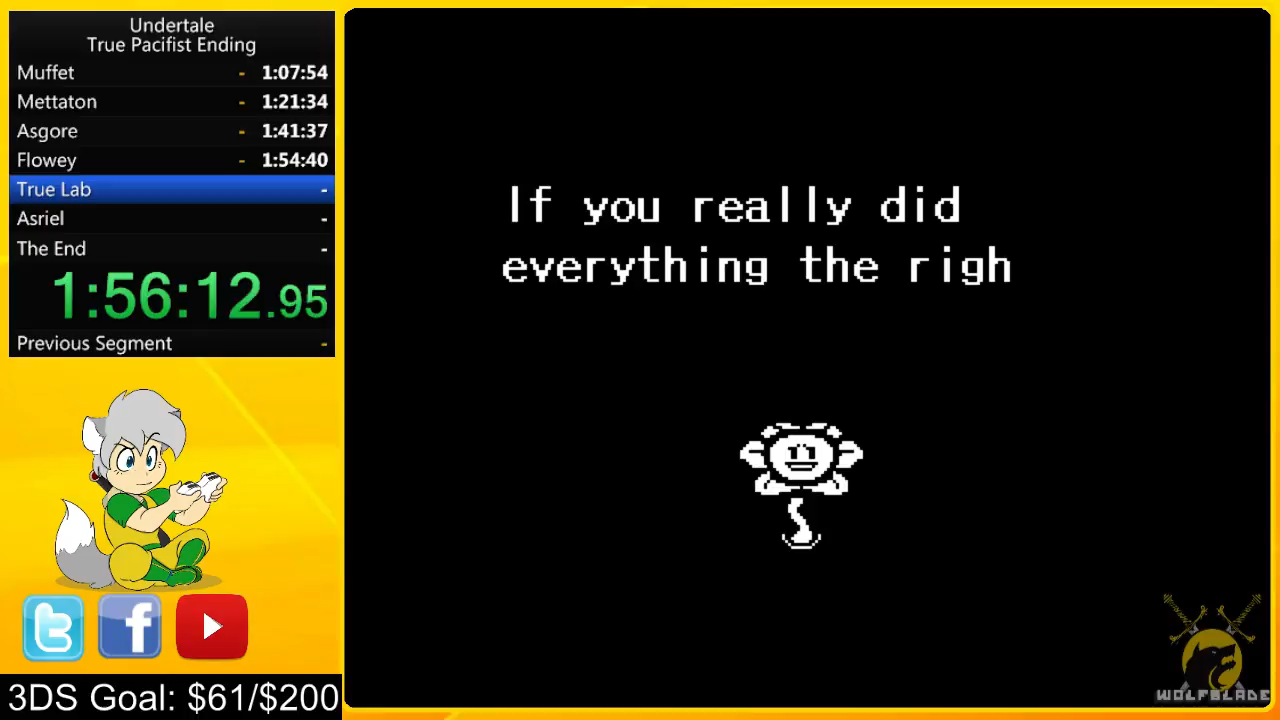 Undertale
True Pacifist Ending
Muffet - 1:07:54
Mettaton - 1:21:34
Asgore - 1:41:37
Flowey - 1:54:40
True Lab -
Asriel -
The End -
1:56:12.95
Previous Segment -
3DS Goal: $61/$200
If you really did
everything the righ
WOLFBLADE